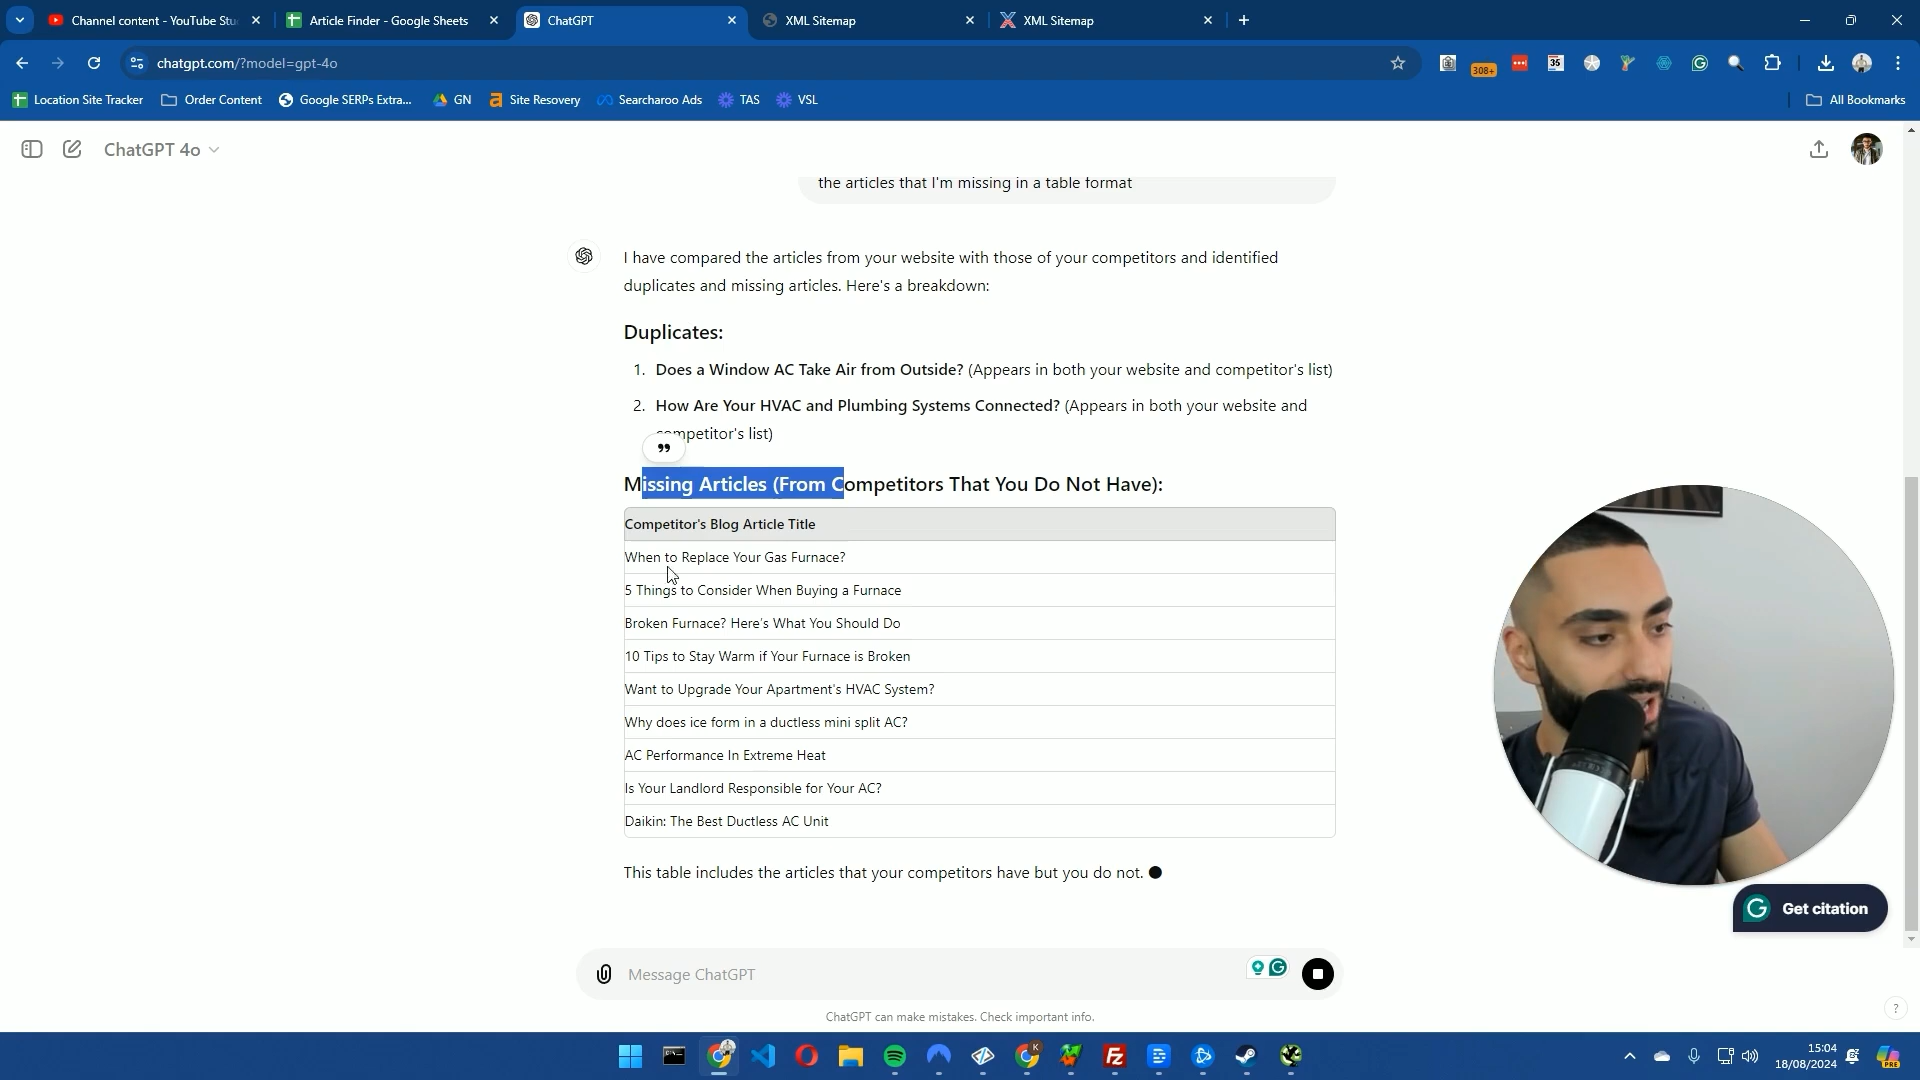 Channel content - YouTube Stu
Article Finder - Google Sheets
ChatGPT
XML Sitemap
XML Sitemap
chatgpt.com/?model=gpt-4o
308+
35
Location Site Tracker
Order Content
Google SERPs Extra...
GN
Site Recovery
Searcharoo Ads
TAS
VSL
All Bookmarks
ChatGPT 4o
the articles that I'm missing in a table format
I have compared the articles from your website with those of your competitors and identified
duplicates and missing articles. Here's a breakdown:
Duplicates:
1. Does a Window AC Take Air from Outside? (Appears in both your website and competitor's list)
2. How Are Your HVAC and Plumbing Systems Connected? (Appears in both your website and
competitor's list)
Missing Articles (From Competitors That You Do Not Have):
Competitor's Blog Article Title
When to Replace Your Gas Furnace?
5 Things to Consider When Buying a Furnace
Broken Furnace? Here's What You Should Do
10 Tips to Stay Warm if Your Furnace is Broken
Want to Upgrade Your Apartment's HVAC System?
Why does ice form in a ductless mini split AC?
AC Performance In Extreme Heat
Is Your Landlord Responsible for Your AC?
Daikin: The Best Ductless AC Unit
This table includes the articles that your competitors have but you do not.
Get citation
Message ChatGPT
ChatGPT can make mistakes. Check important info.
?
15:04
18/08/2024
PRE